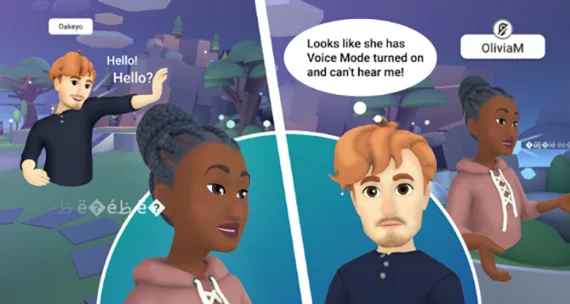 Oakeyo
Hello!
Hello?
Looks like she has
Voice Mode turned on
and can't hear me!
OliviaM